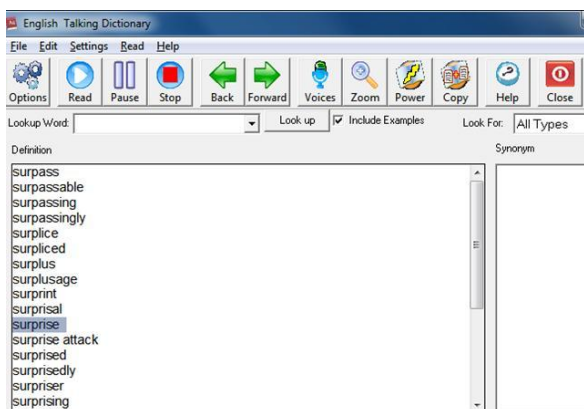 English Talking Dictionary
File Edit Settings Read Help
Options Read Pause Stop Back Forward Voices Zoom Power Copy Help Close
Lookup Word: Look up Include Examples Look For: All Types
Definition Synonym
surpass
surpassable
surpassing
surpassingly
surplice
surpliced
surplus
surplusage
surprint
surprisal
surprise
surprise attack
surprised
surprisedly
surpriser
surprising